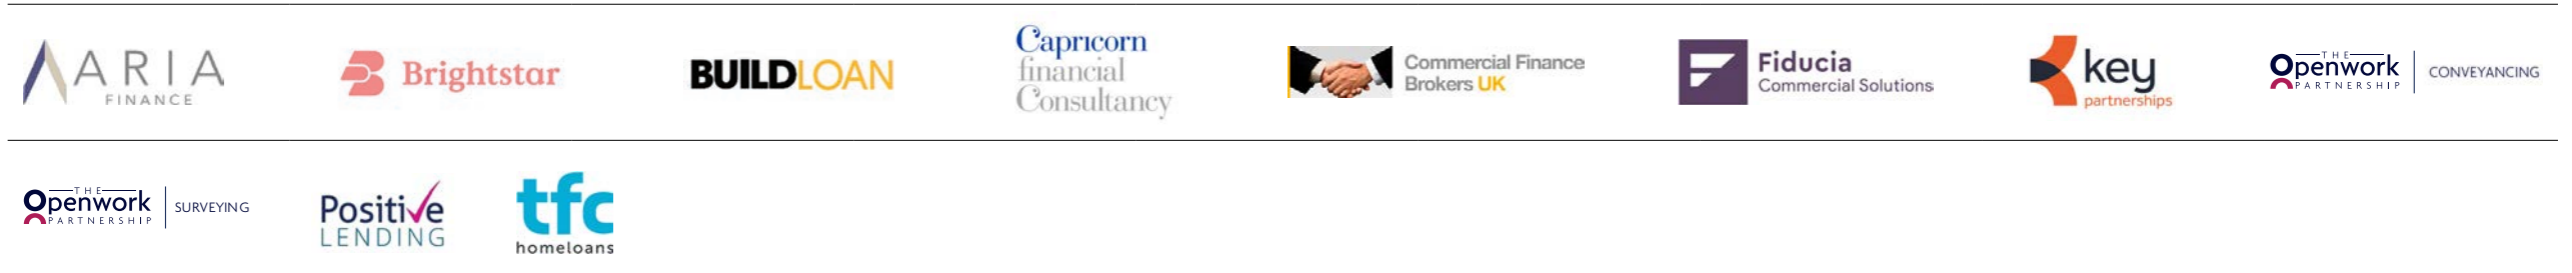 ARIA
FINANCE
Brightstar
BUILDLOAN
Capricorn
financial
Consultancy
Commercial Finance
Brokers UK
Fiducia
Commercial Solutions
key
partnerships
THE
Openwork
PARTNERSHIP
CONVEYANCING
THE
Openwork
PARTNERSHIP
SURVEYING
Positive
LENDING
tfc
homeloans